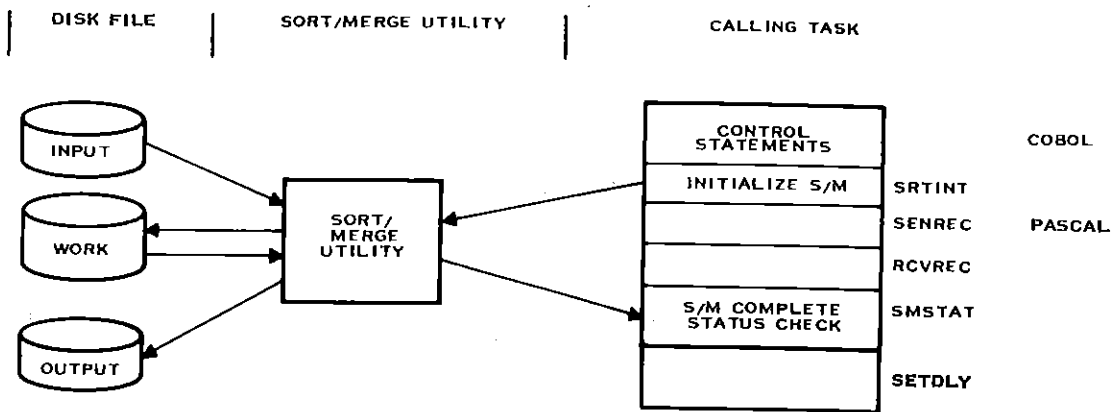 DISK FILE
SORT/MERGE UTILITY
CALLING TASK
INPUT
WORK
OUTPUT
SORT/
MERGE
UTILITY
CONTROL
STATEMENTS
COBOL
INITIALIZE S/M
SRTINT
SENREC
PASCAL
RCVREC
S/M COMPLETE
STATUS CHECK
SMSTAT
SETDLY